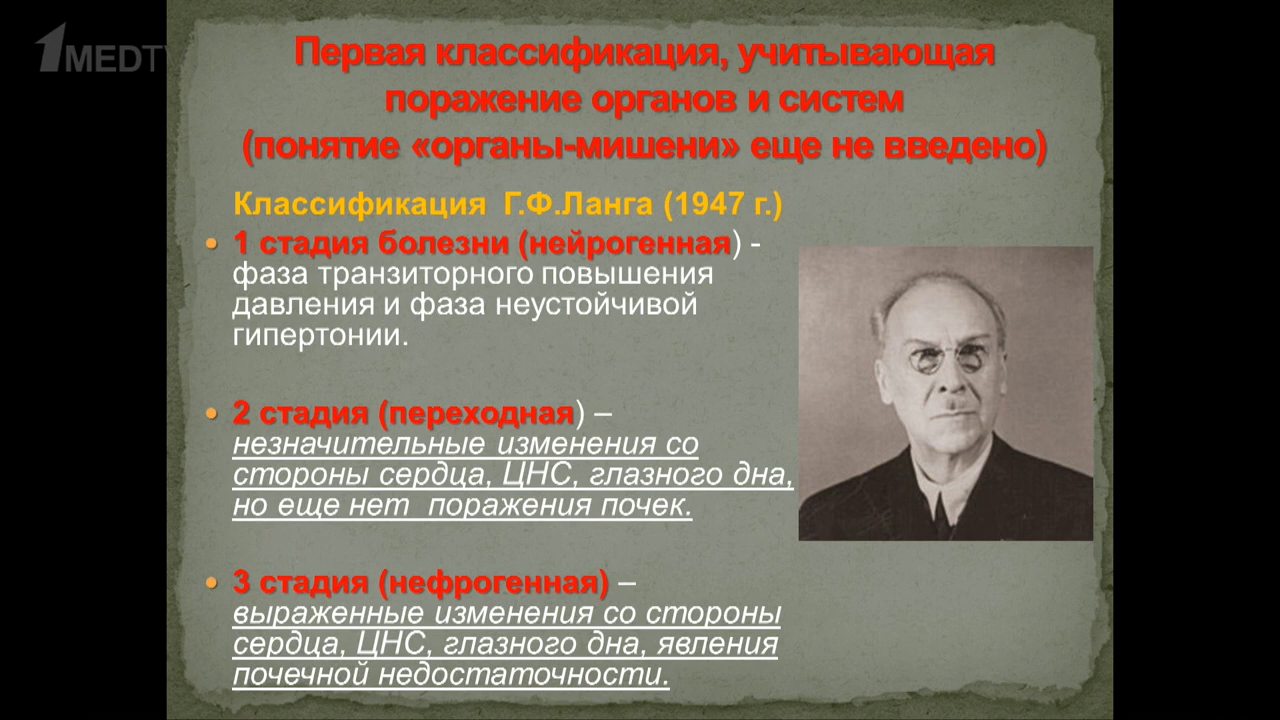 1MEDTV
Первая классификация, учитывающая
поражение органов и систем
(понятие «органы-мишени» еще не введено)
Классификация Г.Ф.Ланга (1947 г.)
• 1 стадия болезни (нейрогенная) -
фаза транзиторного повышения
давления и фаза неустойчивой
гипертонии.
• 2 стадия (переходная) –
незначительные изменения со
стороны сердца, ЦНС, глазного дна,
но еще нет поражения почек.
• 3 стадия (нефрогенная) –
выраженные изменения со стороны
сердца, ЦНС, глазного дна, явления
почечной недостаточности.